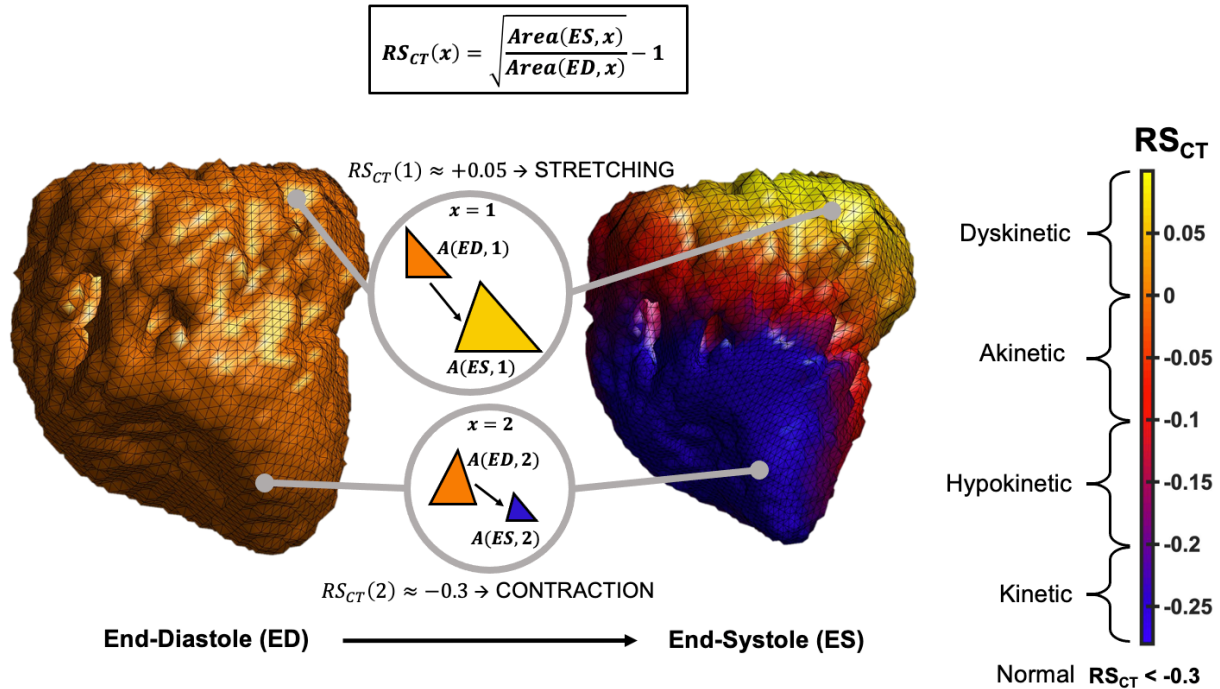 RS_CT(x) = √(Area(ES, x) / Area(ED, x)) − 1
RS_CT(1) ≈ +0.05 → STRETCHING
x = 1
A(ED, 1)
A(ES, 1)
x = 2
A(ED, 2)
A(ES, 2)
RS_CT(2) ≈ −0.3 → CONTRACTION
End-Diastole (ED)
End-Systole (ES)
RS_CT
Dyskinetic
Akinetic
Hypokinetic
Kinetic
0.05
0
-0.05
-0.1
-0.15
-0.2
-0.25
Normal RS_CT < -0.3